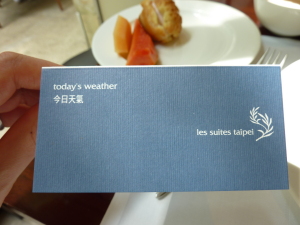 today's weather
今日天氣
les suites taipei